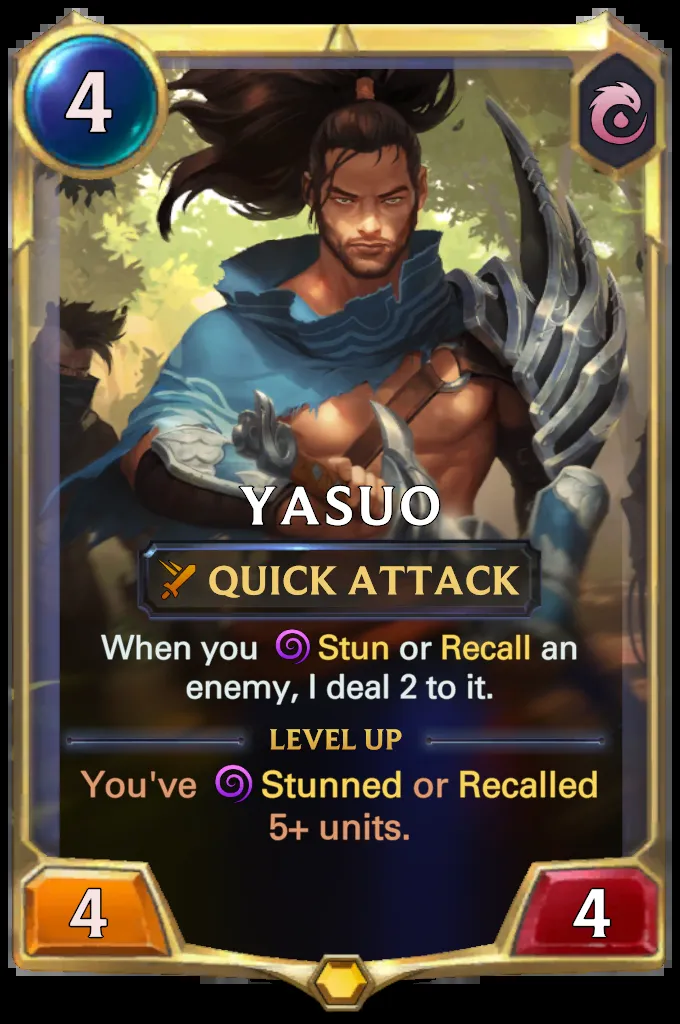 4
YASUO
QUICK ATTACK
When you Stun or Recall an
enemy, I deal 2 to it.
LEVEL UP
You've Stunned or Recalled
5+ units.
4
4